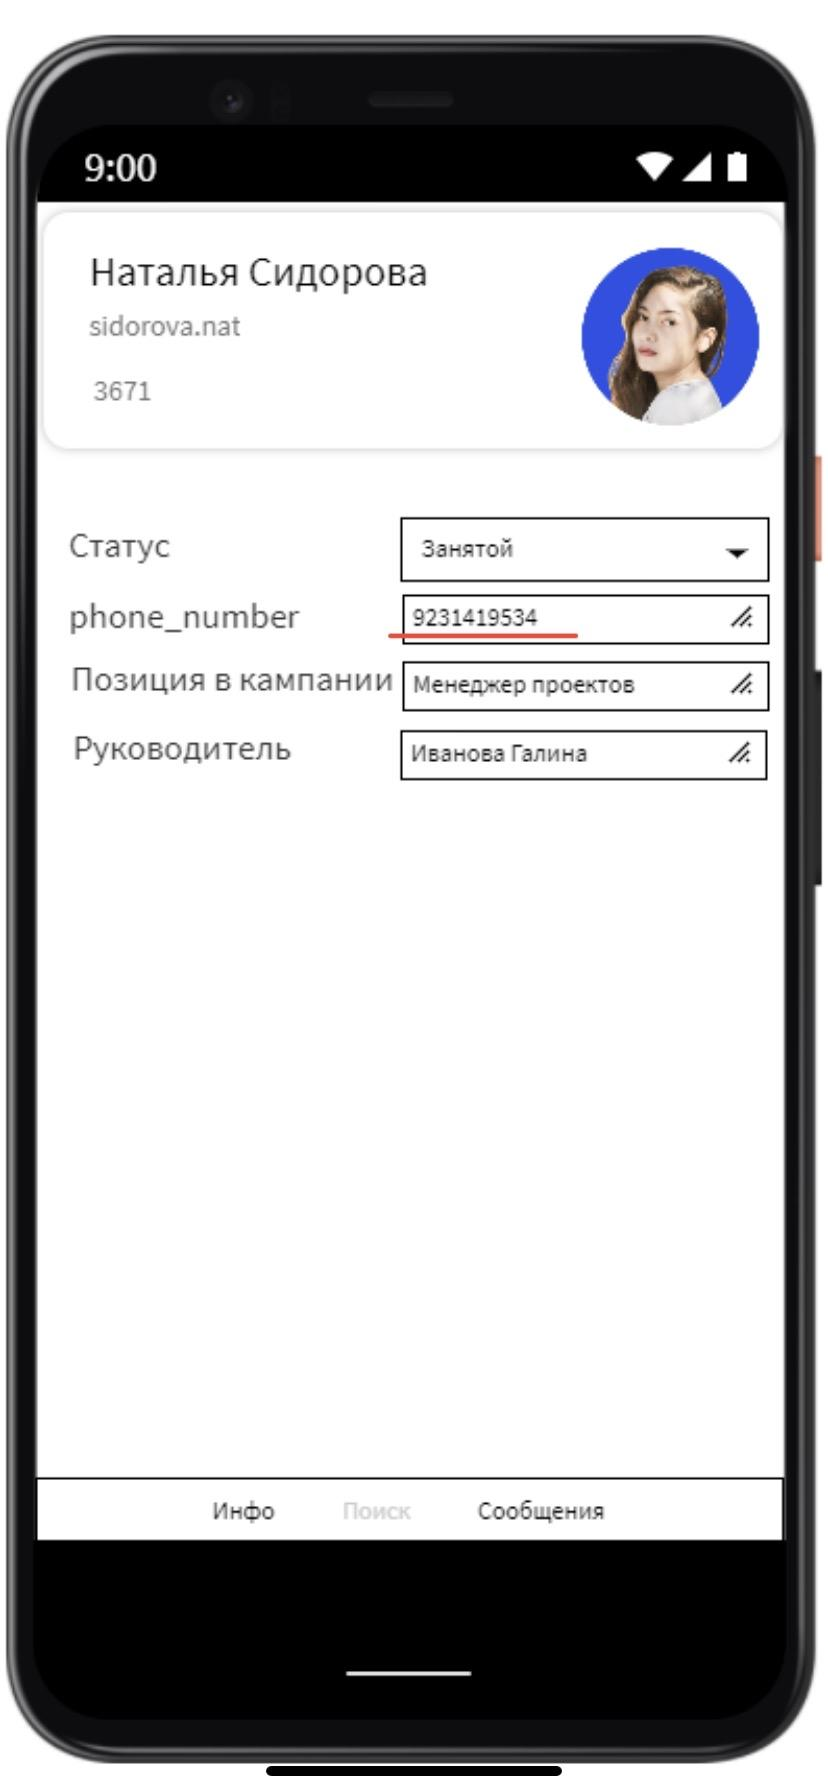 9:00
Наталья Сидорова
sidorova.nat
3671
Статус Занятой
phone_number 9231419534
Позиция в кампании Менеджер проектов
Руководитель Иванова Галина
Инфо Поиск Сообщения